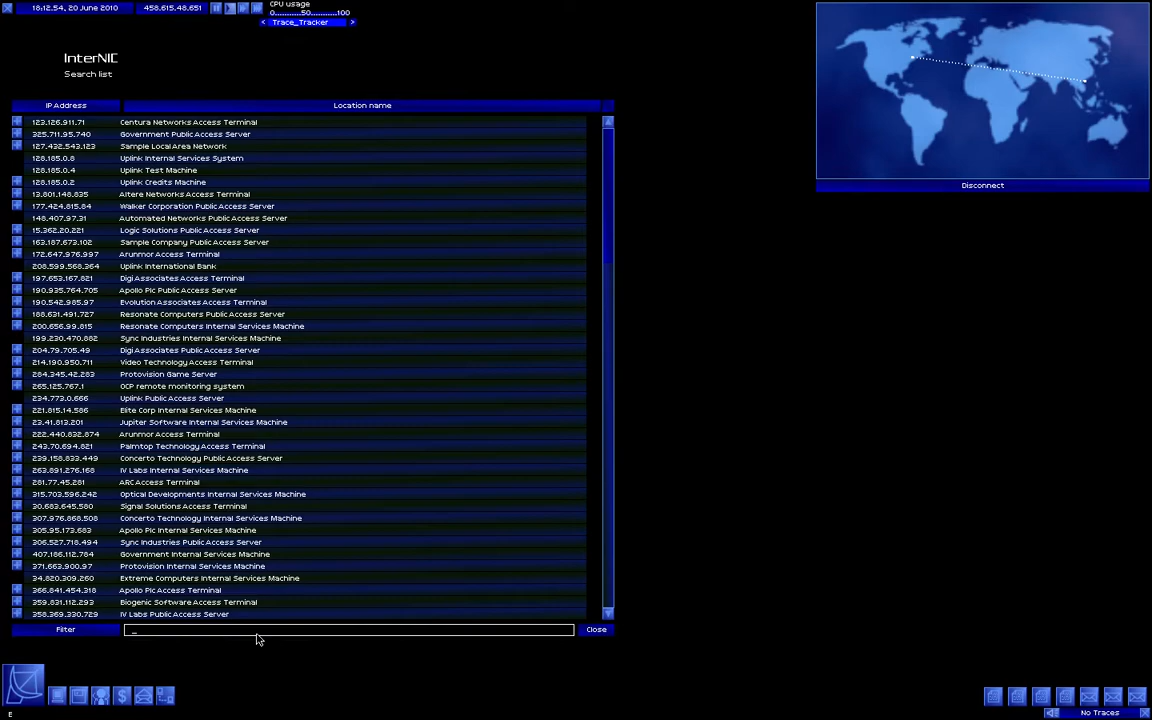 18:12.54, 20 June 2010
458.615.48.651
CPU usage
0......50......100
< Trace_Tracker >
InterNIC
Search list
IP Address Location name
123.126.911.71 Centura Networks Access Terminal
325.711.95.740 Government Public Access Server
127.432.543.123 Sample Local Area Network
128.185.0.8 Uplink Internal Services System
128.185.0.4 Uplink Test Machine
128.185.0.2 Uplink Credits Machine
13.801.148.835 Altere Networks Access Terminal
177.424.815.84 Walker Corporation Public Access Server
148.407.97.31 Automated Networks Public Access Server
15.362.20.221 Logic Solutions Public Access Server
163.187.673.102 Sample Company Public Access Server
172.647.976.997 Arunmor Access Terminal
208.599.568.364 Uplink International Bank
197.653.167.821 Digi Associates Access Terminal
190.935.764.705 Apollo Plc Public Access Server
190.542.985.97 Evolution Associates Access Terminal
188.631.491.727 Resonate Computers Public Access Server
200.656.99.815 Resonate Computers Internal Services Machine
199.230.470.882 Sync Industries Internal Services Machine
204.79.705.49 Digi Associates Public Access Server
214.190.950.711 Video Technology Access Terminal
284.345.42.283 Protovision Game Server
265.125.767.1 OCP remote monitoring system
234.773.0.666 Uplink Public Access Server
221.815.14.586 Elite Corp Internal Services Machine
23.41.813.201 Jupiter Software Internal Services Machine
222.440.832.874 Arunmor Access Terminal
243.70.694.821 Palmtop Technology Access Terminal
239.158.833.449 Concerto Technology Public Access Server
263.891.276.168 IV Labs Internal Services Machine
281.77.45.281 ARC Access Terminal
315.703.596.242 Optical Developments Internal Services Machine
30.683.645.580 Signal Solutions Access Terminal
307.976.868.508 Concerto Technology Internal Services Machine
305.95.173.683 Apollo Plc Internal Services Machine
306.527.718.494 Sync Industries Public Access Server
407.186.112.784 Government Internal Services Machine
371.663.900.97 Protovision Internal Services Machine
34.820.309.260 Extreme Computers Internal Services Machine
366.841.454.318 Apollo Plc Access Terminal
359.831.112.293 Biogenic Software Access Terminal
358.369.330.729 IV Labs Public Access Server
Filter _ Close
Disconnect
No Traces
E